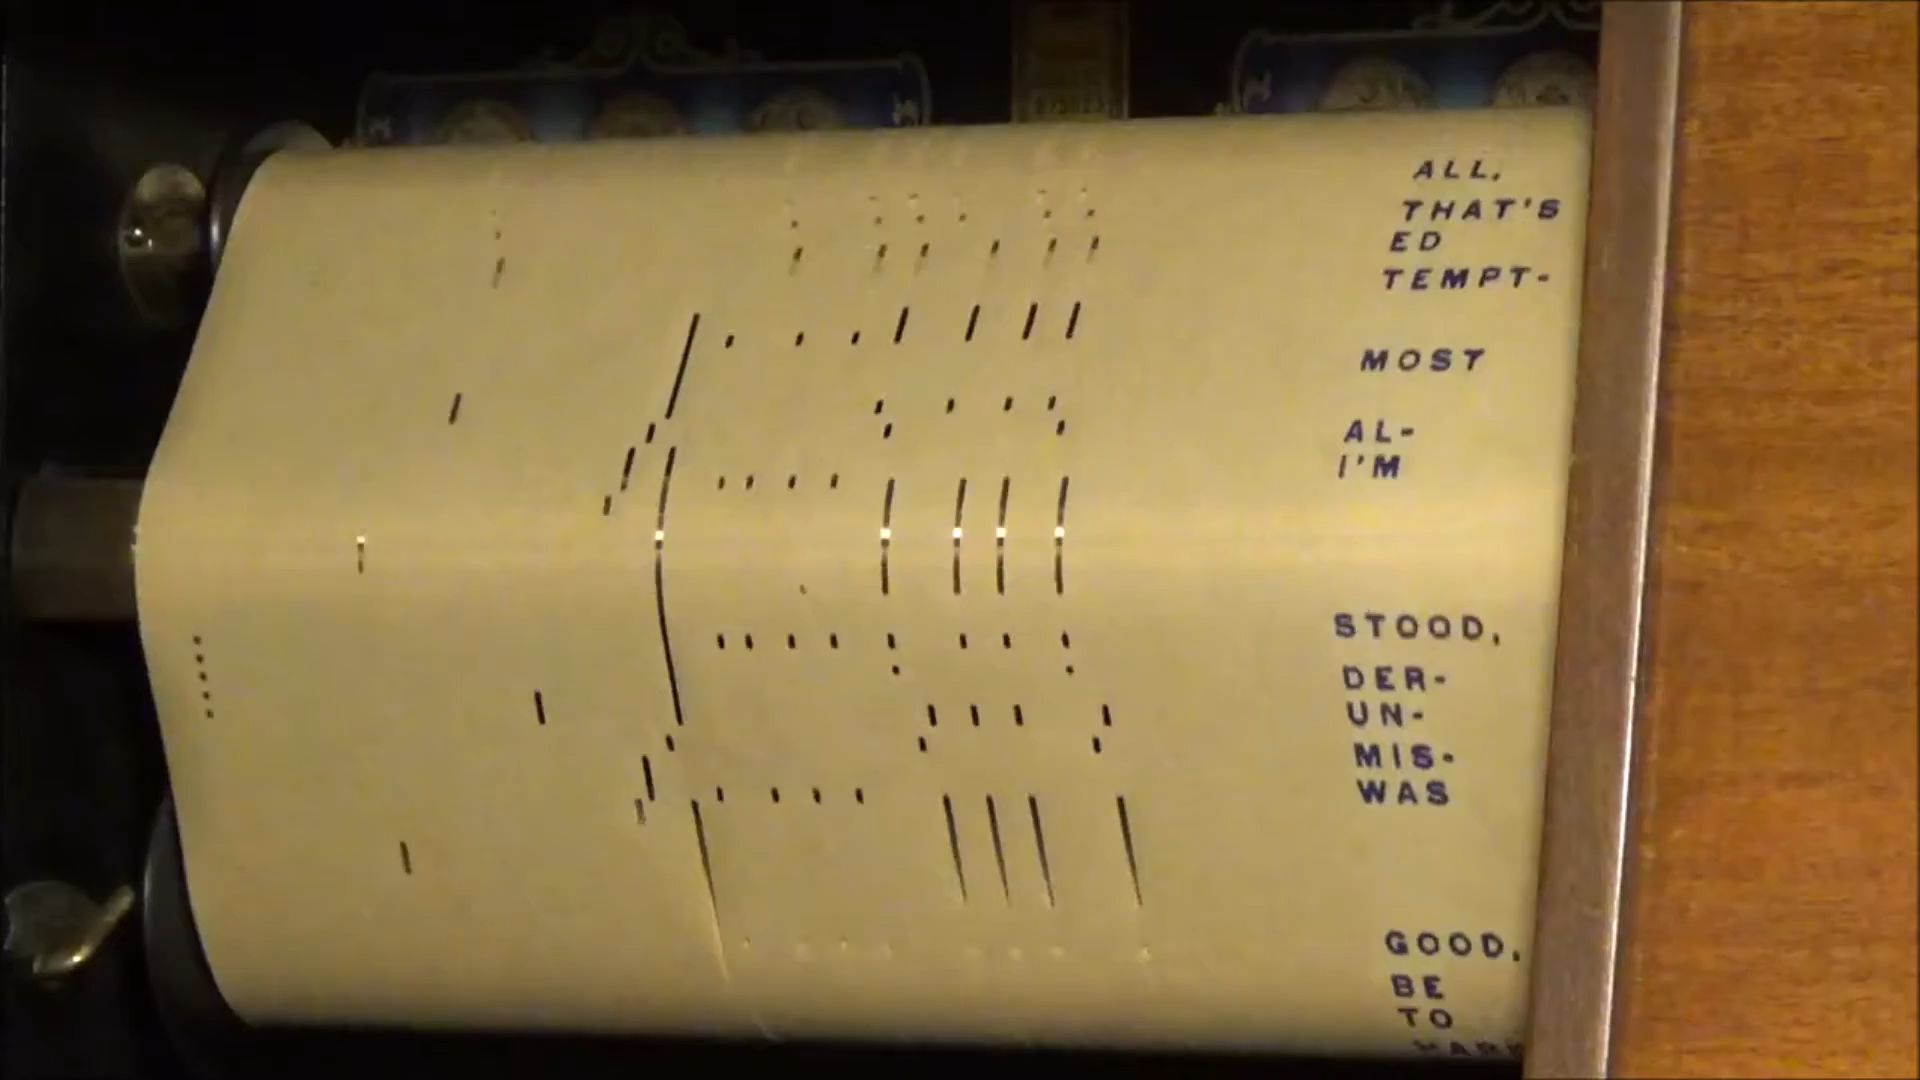 ALL,
THAT'S
ED
TEMPT-
MOST
AL-
I'M
STOOD,
DER-
UN-
MIS-
WAS
GOOD,
BE
TO